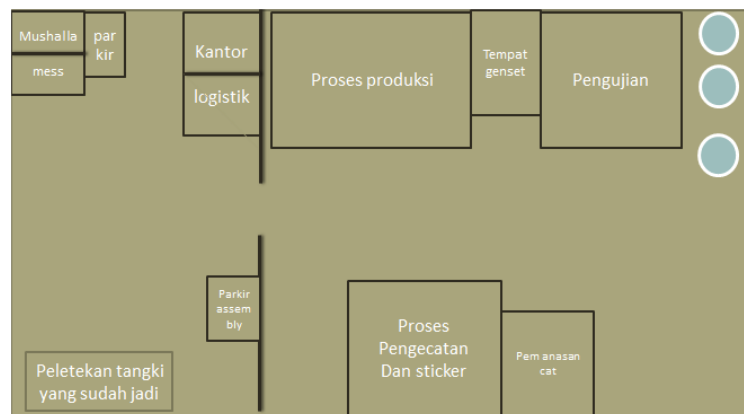 Mushalla
mess
par
kir
Kantor
logistik
Proses produksi
Tempat
genset
Pengujian
Parkir
assem
bly
Peletekan tangki
yang sudah jadi
Proses
Pengecatan
Dan sticker
Pem anasan
cat